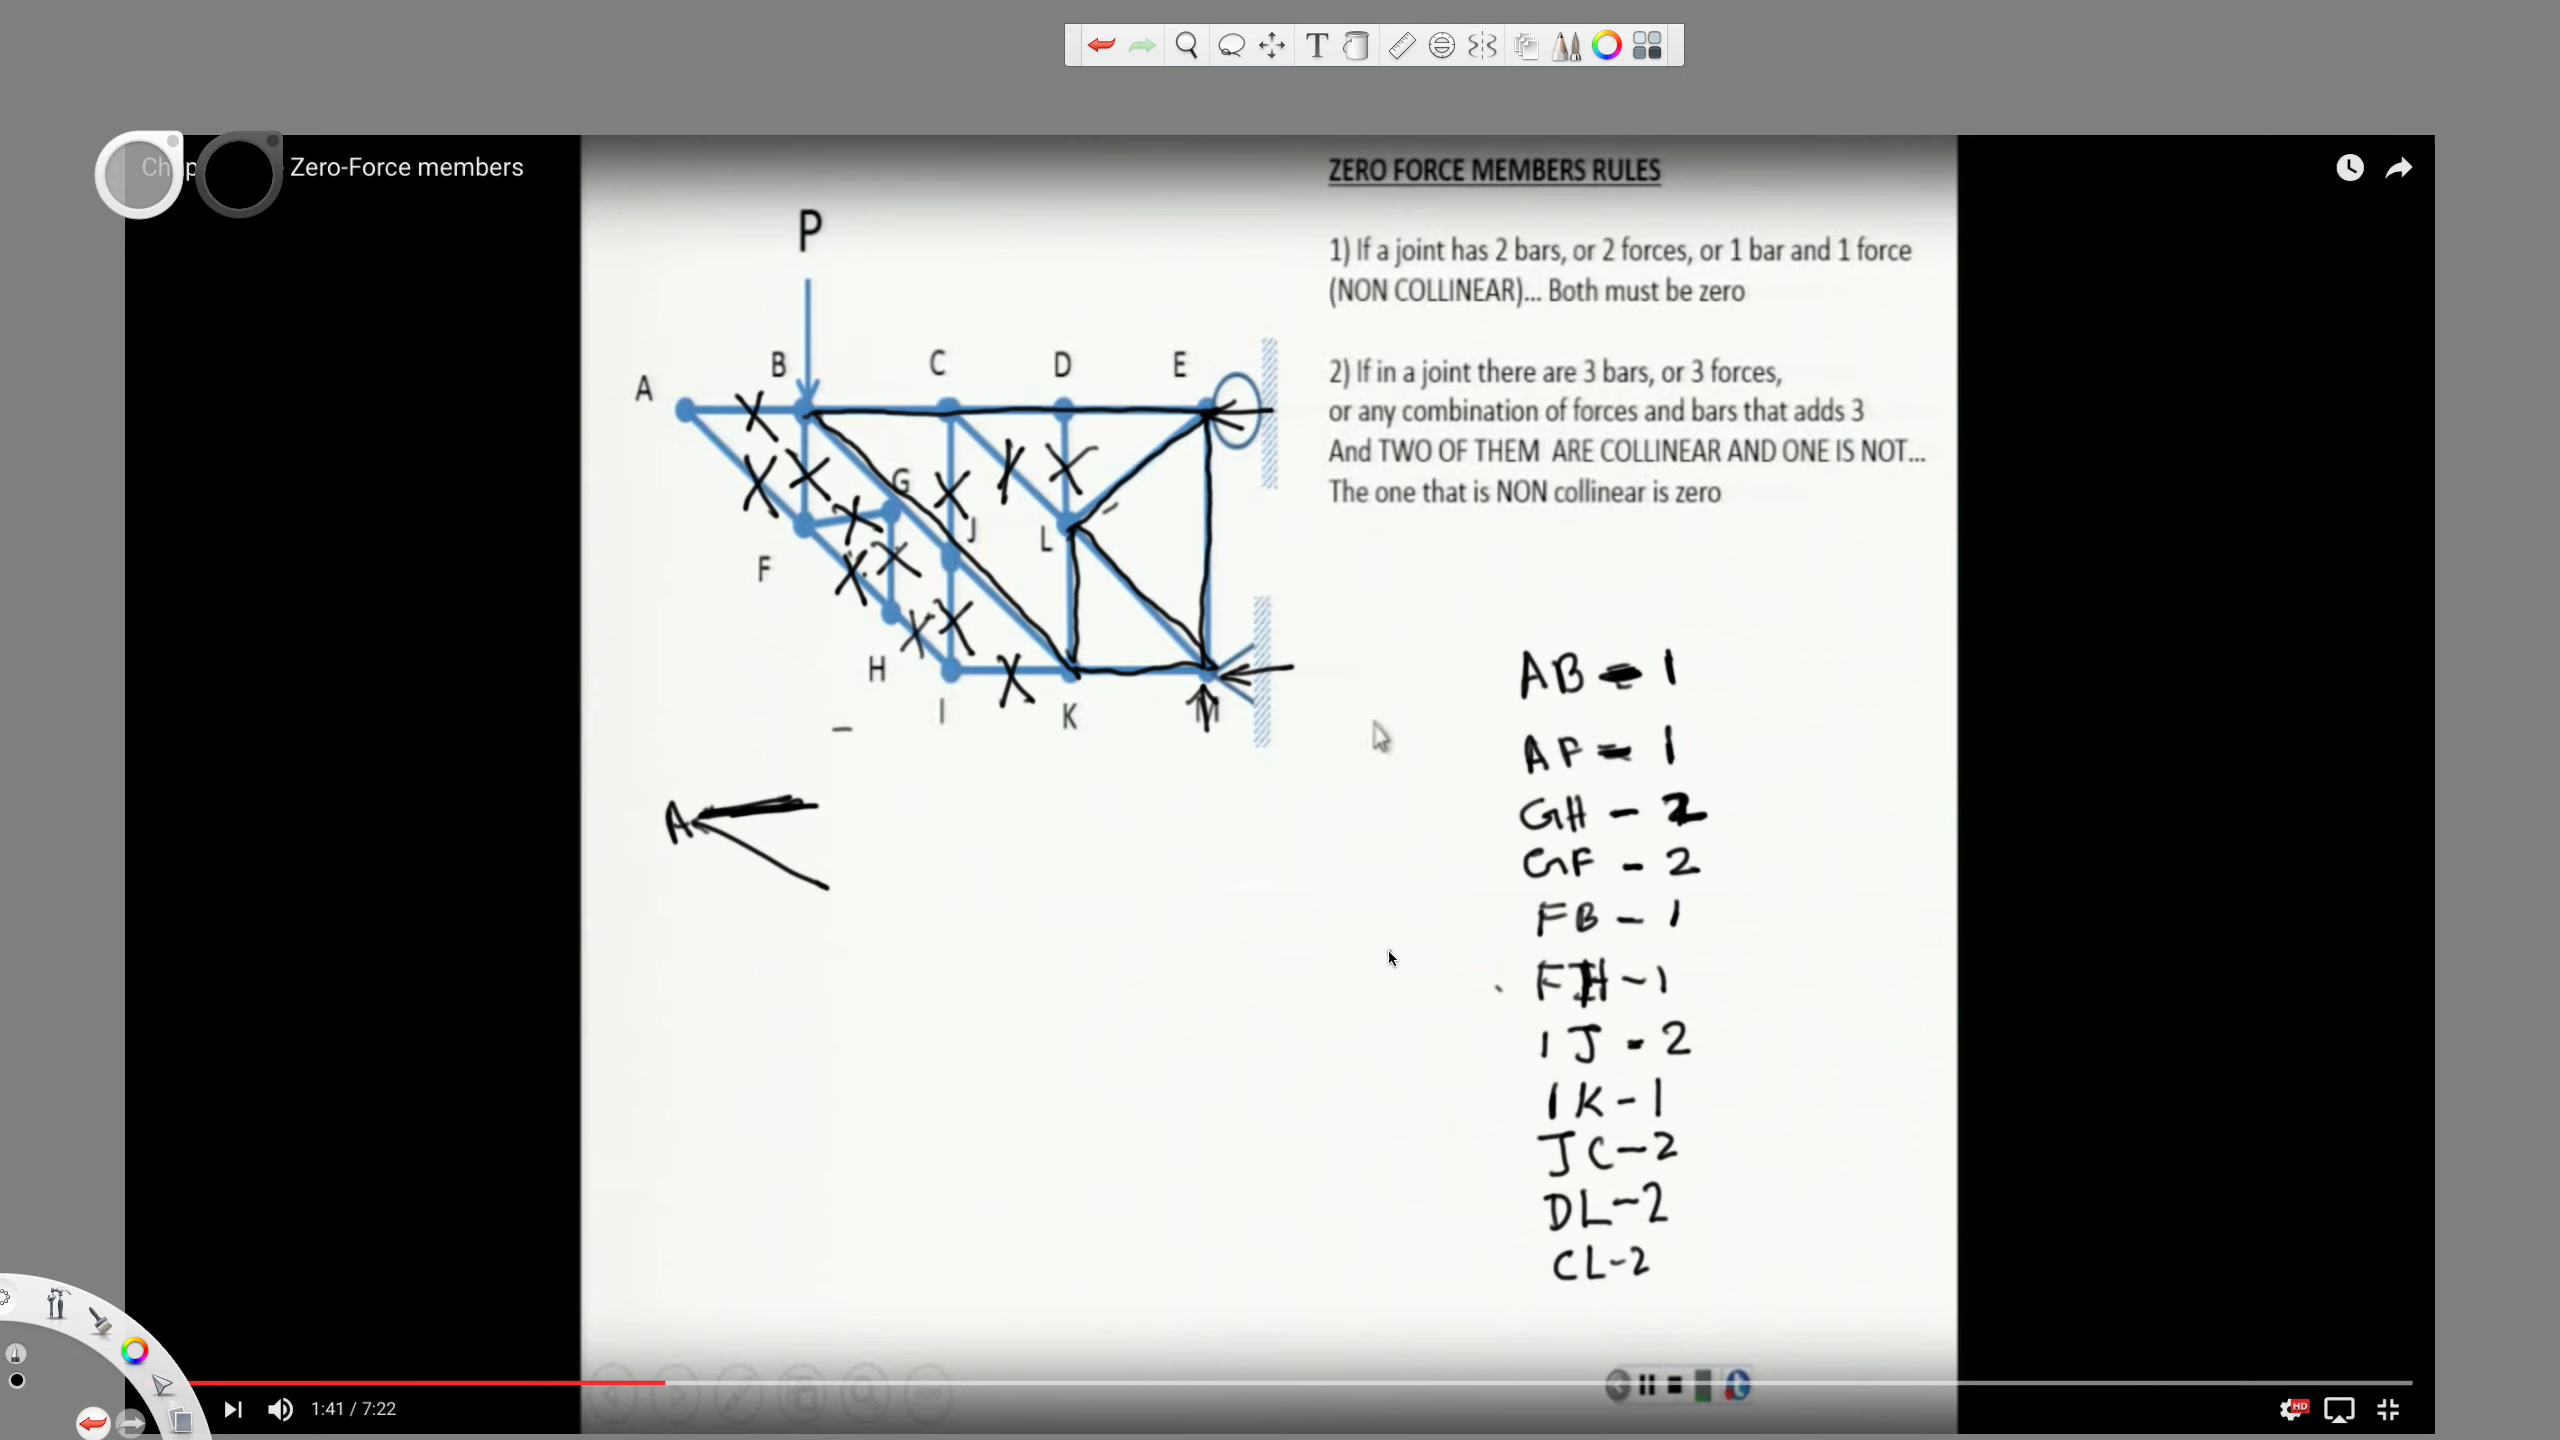 Zero-Force members
ZERO FORCE MEMBERS RULES
P
1) If a joint has 2 bars, or 2 forces, or 1 bar and 1 force
(NON COLLINEAR)... Both must be zero
2) If in a joint there are 3 bars, or 3 forces,
or any combination of forces and bars that adds 3
And TWO OF THEM ARE COLLINEAR AND ONE IS NOT...
The one that is NON collinear is zero
A
B
C
D
E
G
J
L
F
H
I
K
M
A
AB - 1
AF - 1
GH - 2
GF - 2
FB - 1
FH - 1
IJ - 2
IK - 1
JC - 2
DL - 2
CL - 2
1:41 / 7:22
HD